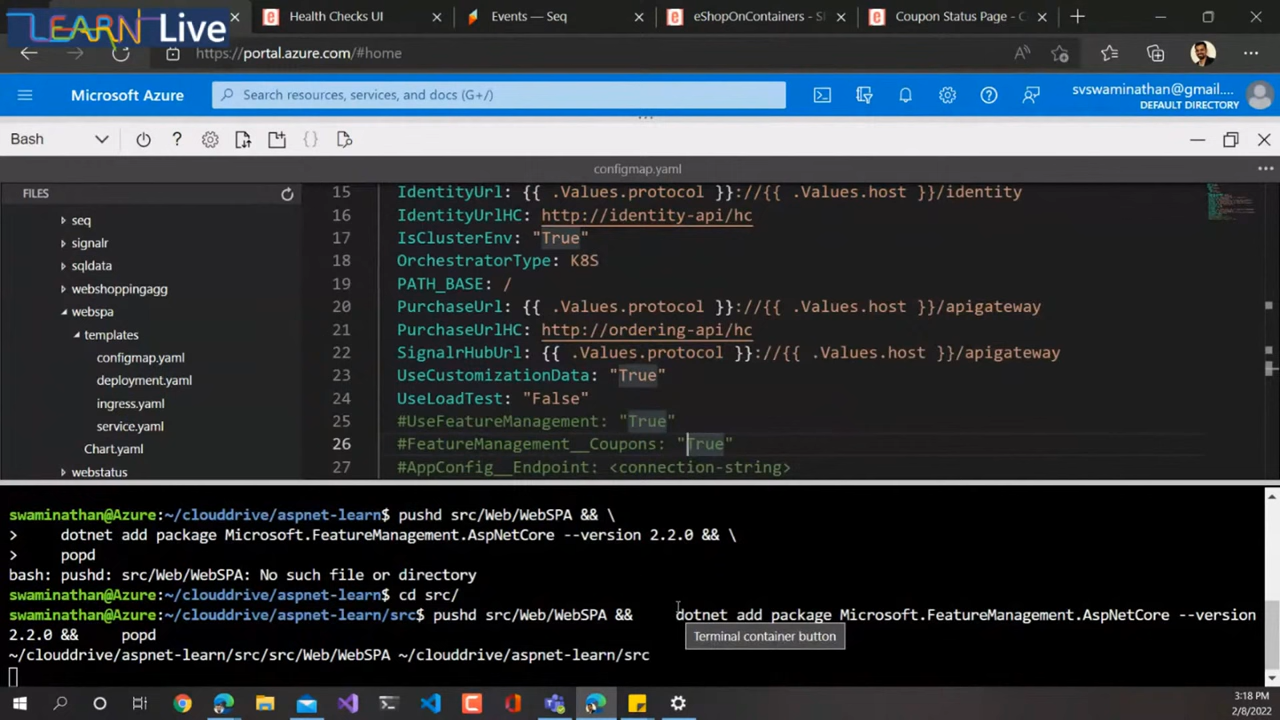 LEARN Live
Health Checks UI
Events — Seq
eShopOnContainers - S
Coupon Status Page - C
https://portal.azure.com/#home
Microsoft Azure
Search resources, services, and docs (G+/)
svswaminathan@gmail....
DEFAULT DIRECTORY
Bash
configmap.yaml
FILES
seq
signalr
sqldata
webshoppingagg
webspa
templates
configmap.yaml
deployment.yaml
ingress.yaml
service.yaml
Chart.yaml
webstatus
15 IdentityUrl: {{ .Values.protocol }}://{{ .Values.host }}/identity
16 IdentityUrlHC: http://identity-api/hc
17 IsClusterEnv: "True"
18 OrchestratorType: K8S
19 PATH_BASE: /
20 PurchaseUrl: {{ .Values.protocol }}://{{ .Values.host }}/apigateway
21 PurchaseUrlHC: http://ordering-api/hc
22 SignalrHubUrl: {{ .Values.protocol }}://{{ .Values.host }}/apigateway
23 UseCustomizationData: "True"
24 UseLoadTest: "False"
25 #UseFeatureManagement: "True"
26 #FeatureManagement__Coupons: "True"
27 #AppConfig__Endpoint: <connection-string>
swaminathan@Azure:~/clouddrive/aspnet-learn$ pushd src/Web/WebSPA && \
> dotnet add package Microsoft.FeatureManagement.AspNetCore --version 2.2.0 && \
> popd
bash: pushd: src/Web/WebSPA: No such file or directory
swaminathan@Azure:~/clouddrive/aspnet-learn$ cd src/
swaminathan@Azure:~/clouddrive/aspnet-learn/src$ pushd src/Web/WebSPA && dotnet add package Microsoft.FeatureManagement.AspNetCore --version
2.2.0 && popd
Terminal container button
~/clouddrive/aspnet-learn/src/src/Web/WebSPA ~/clouddrive/aspnet-learn/src
3:18 PM
2/8/2022